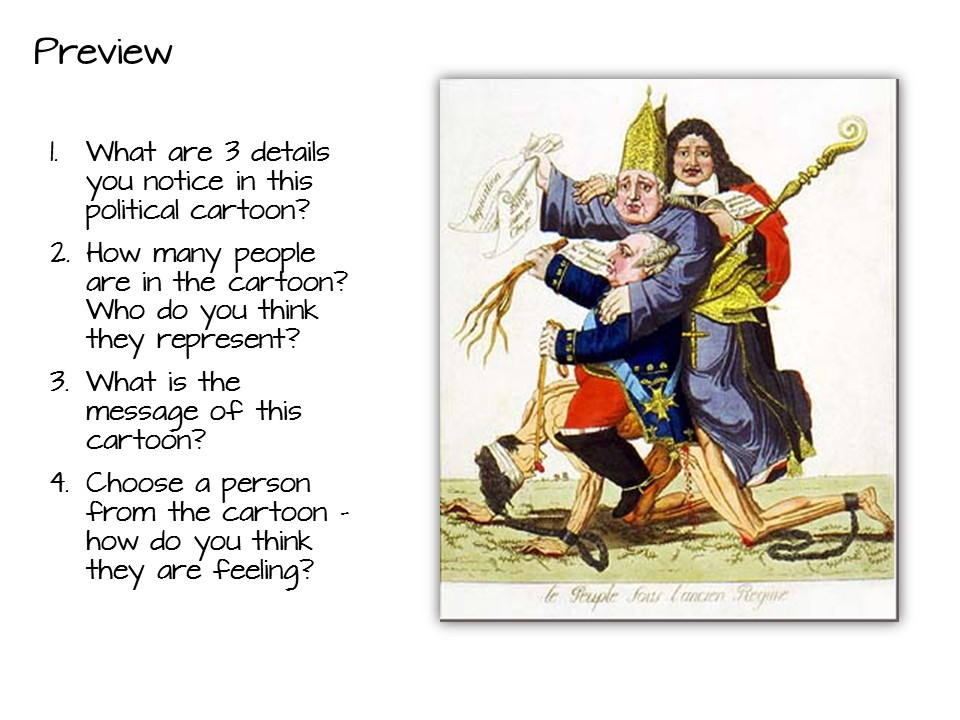 Preview
1. What are 3 details
you notice in this
political cartoon?
2. How many people
are in the cartoon?
Who do you think
they represent?
3. What is the
message of this
cartoon?
4. Choose a person
from the cartoon -
how do you think
they are feeling?
Inquisition
le Peuple sous l'ancien Regime